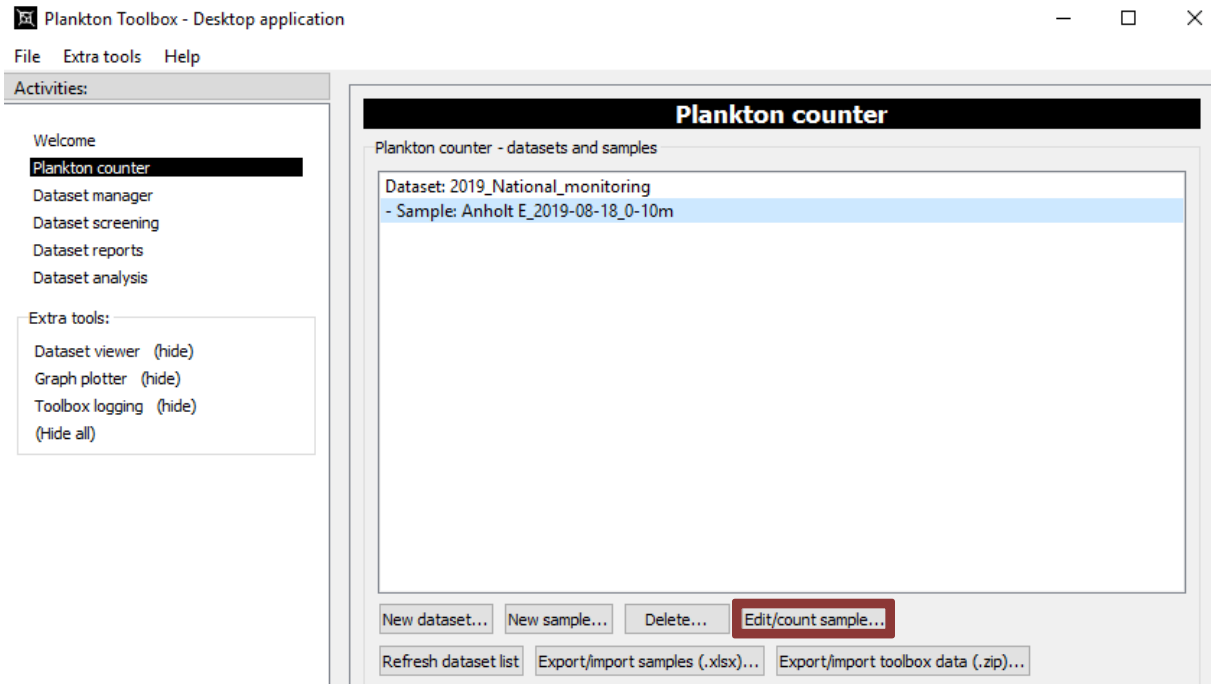 Plankton Toolbox - Desktop application
File Extra tools Help
Activities:
Welcome
Plankton counter
Dataset manager
Dataset screening
Dataset reports
Dataset analysis
Extra tools:
Dataset viewer (hide)
Graph plotter (hide)
Toolbox logging (hide)
(Hide all)
Plankton counter
Plankton counter - datasets and samples
Dataset: 2019_National_monitoring
- Sample: Anholt E_2019-08-18_0-10m
New dataset... New sample... Delete... Edit/count sample...
Refresh dataset list Export/import samples (.xlsx)... Export/import toolbox data (.zip)...